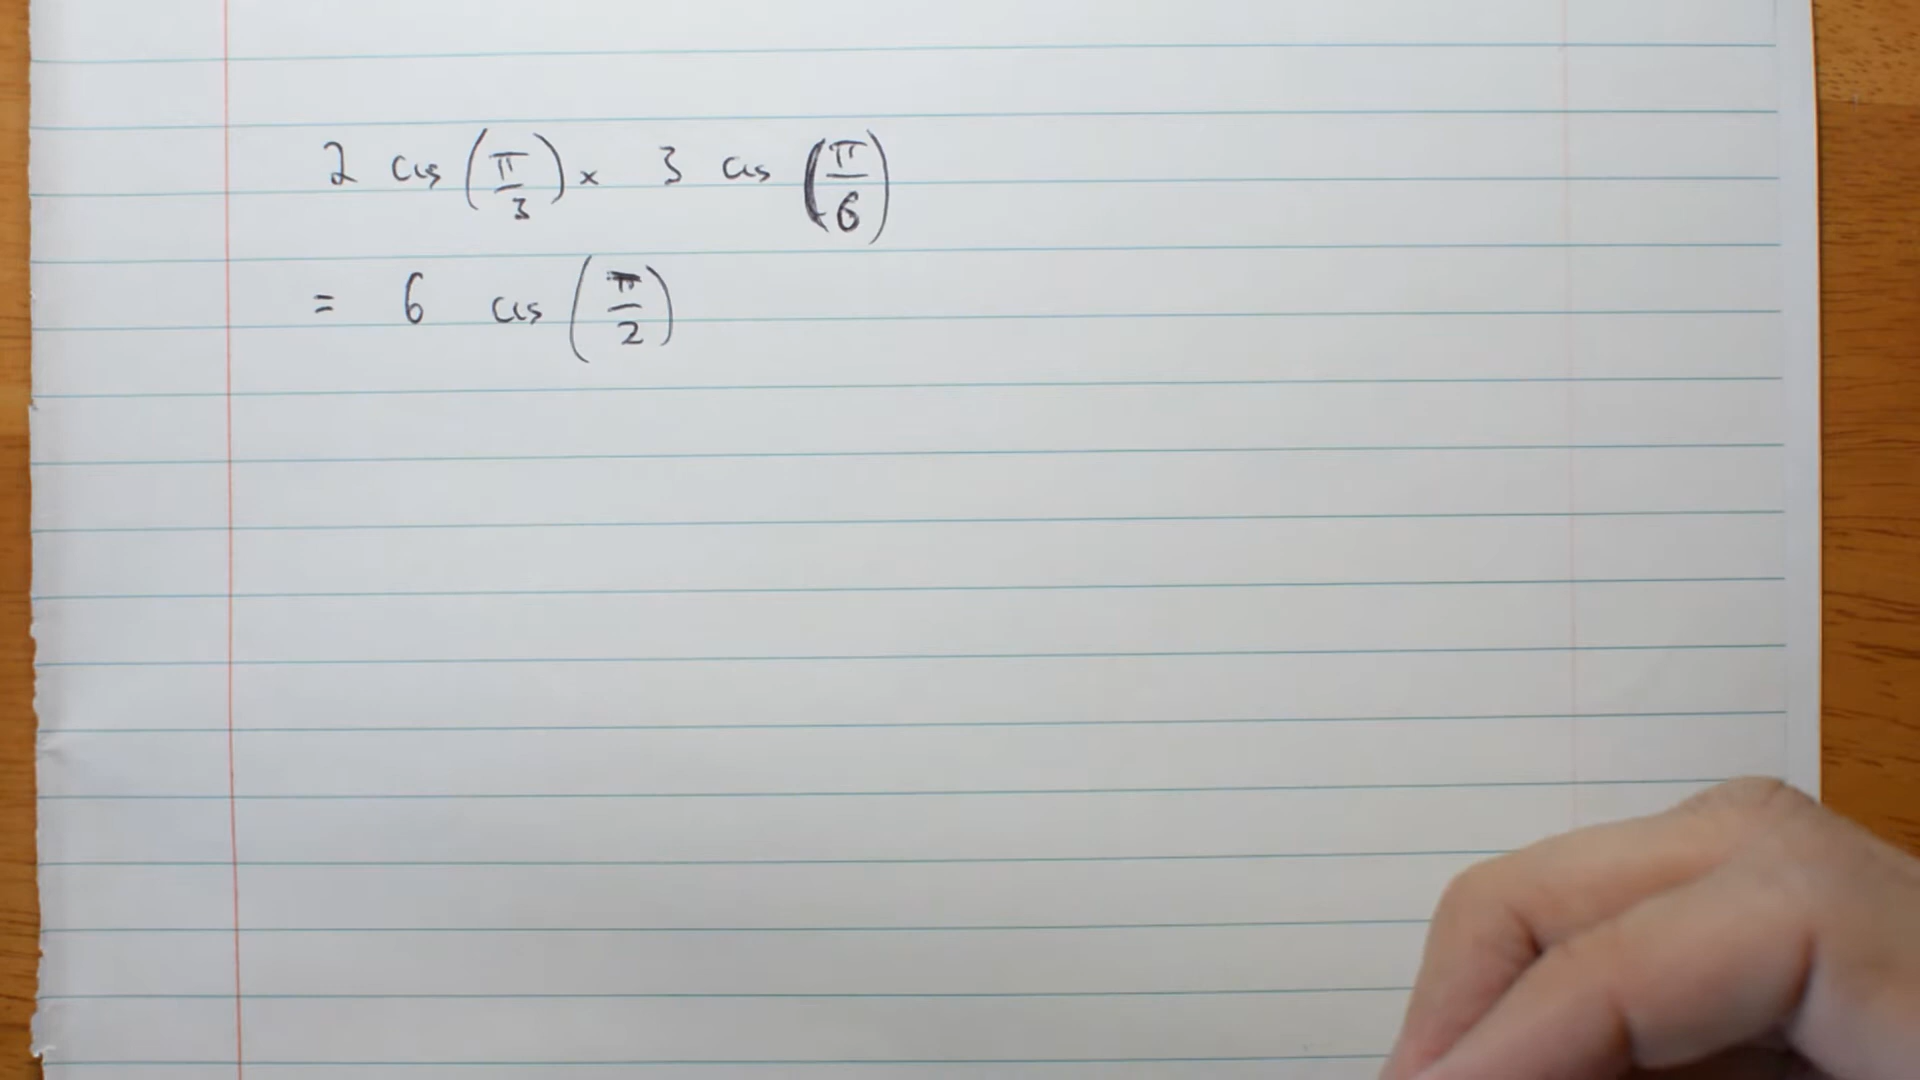 2 cis (π/3) × 3 cis (π/6)
= 6 cis (π/2)